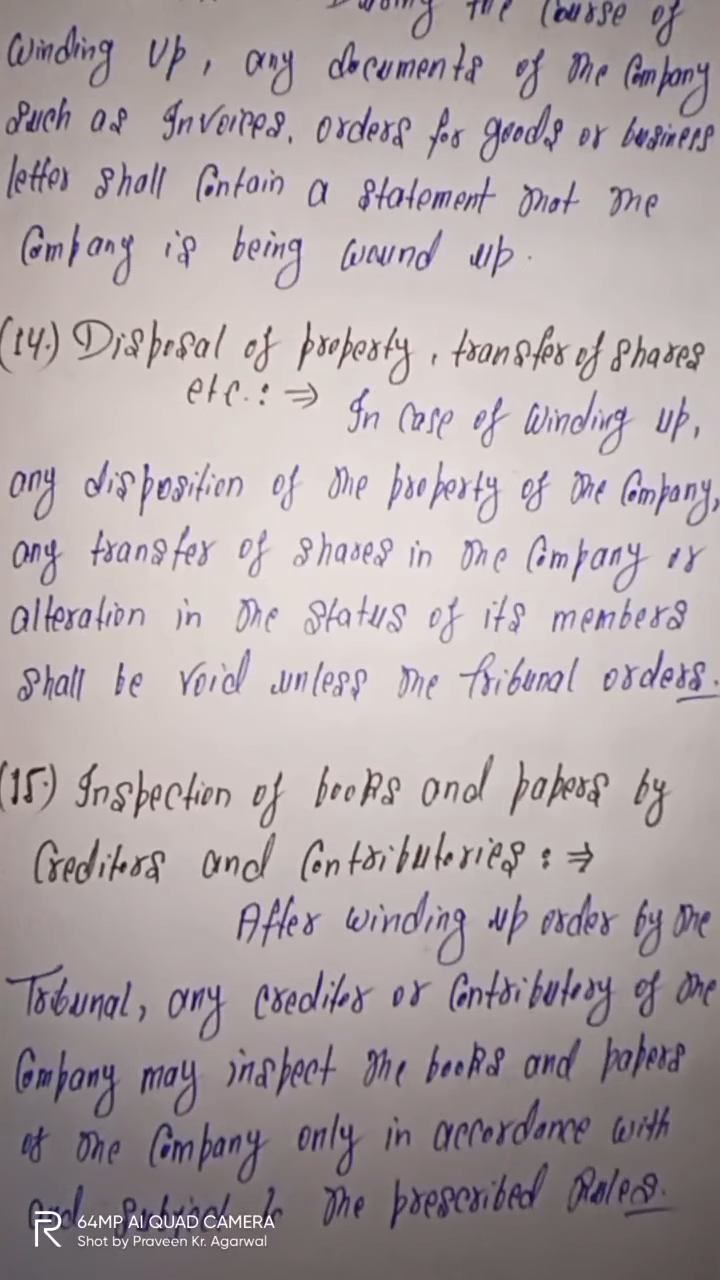 During the Course of
Winding Up, any documents of the Company
Such as Invoices, orders for goods or business
letter shall Contain a statement that the
Company is being wound up.
(14.) Disposal of property, transfer of shares
etc.: ⇒ In Case of Winding up,
any disposition of the property of the Company,
any transfer of shares in the Company or
alteration in the status of its members
shall be void unless the Tribunal orders.
(15.) Inspection of books and papers by
Creditors and Contributories: ⇒
After winding up order by the
Tribunal, any creditor or Contributory of the
Company may inspect the books and papers
of the Company only in accordance with
and subject to the prescribed Rules.
64MP AI QUAD CAMERA
Shot by Praveen Kr. Agarwal